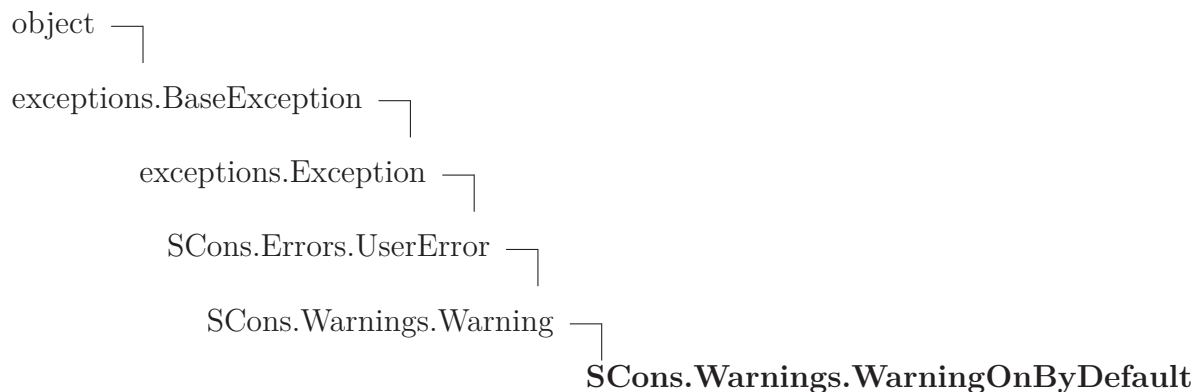 object
exceptions.BaseException
exceptions.Exception
SCons.Errors.UserError
SCons.Warnings.Warning
SCons.Warnings.WarningOnByDefault